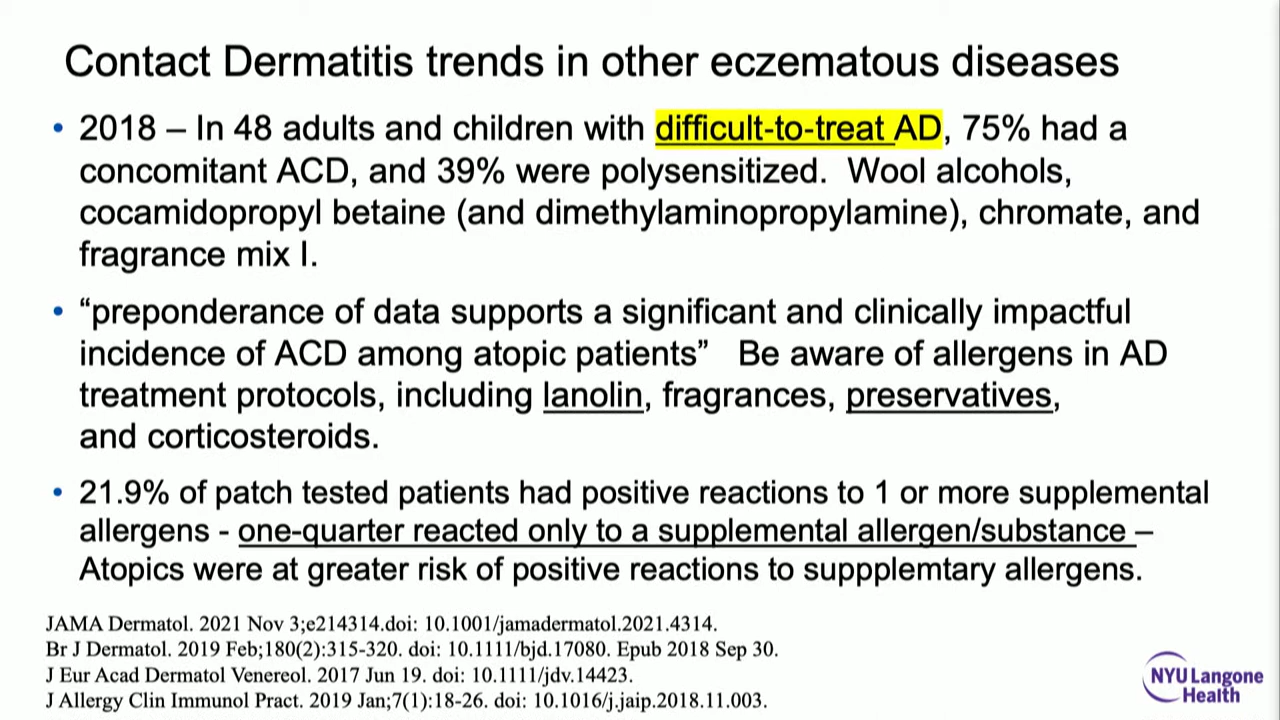 Contact Dermatitis trends in other eczematous diseases
• 2018 – In 48 adults and children with difficult-to-treat AD, 75% had a
concomitant ACD, and 39% were polysensitized.  Wool alcohols,
cocamidopropyl betaine (and dimethylaminopropylamine), chromate, and
fragrance mix I.
• “preponderance of data supports a significant and clinically impactful
incidence of ACD among atopic patients”   Be aware of allergens in AD
treatment protocols, including lanolin, fragrances, preservatives,
and corticosteroids.
• 21.9% of patch tested patients had positive reactions to 1 or more supplemental
allergens - one-quarter reacted only to a supplemental allergen/substance –
Atopics were at greater risk of positive reactions to suppplemtary allergens.
JAMA Dermatol. 2021 Nov 3;e214314.doi: 10.1001/jamadermatol.2021.4314.
Br J Dermatol. 2019 Feb;180(2):315-320. doi: 10.1111/bjd.17080. Epub 2018 Sep 30.
J Eur Acad Dermatol Venereol. 2017 Jun 19. doi: 10.1111/jdv.14423.
J Allergy Clin Immunol Pract. 2019 Jan;7(1):18-26. doi: 10.1016/j.jaip.2018.11.003.
NYU Langone
Health